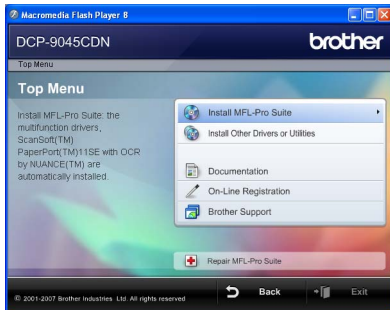 Macromedia Flash Player 8
DCP-9045CDN
brother
Top Menu
Top Menu
Install MFL-Pro Suite: the
multifunction drivers,
ScanSoft(TM)
PaperPort(TM)11SE with OCR
by NUANCE(TM) are
automatically installed.
Install MFL-Pro Suite
Install Other Drivers or Utilities
Documentation
On-Line Registration
Brother Support
Repair MFL-Pro Suite
© 2001-2007 Brother Industries Ltd. All rights reserved
Back
Exit